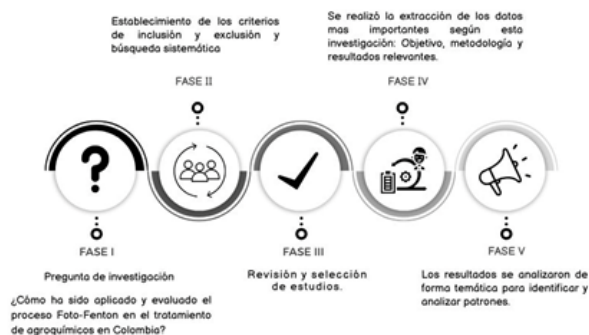 Establecimiento de los criterios
de inclusión y exclusión y
búsqueda sistemática
FASE II
Se realizó la extracción de los datos
mas importantes según esta
investigación: Objetivo, metodología y
resultados relevantes.
FASE IV
FASE I
Pregunta de investigación
¿Cómo ha sido aplicado y evaluado el
proceso Foto-Fenton en el tratamiento
de agroquímicos en Colombia?
FASE III
Revisión y selección
de estudios.
FASE V
Los resultados se analizaron de
forma temática para identificar y
analizar patrones.